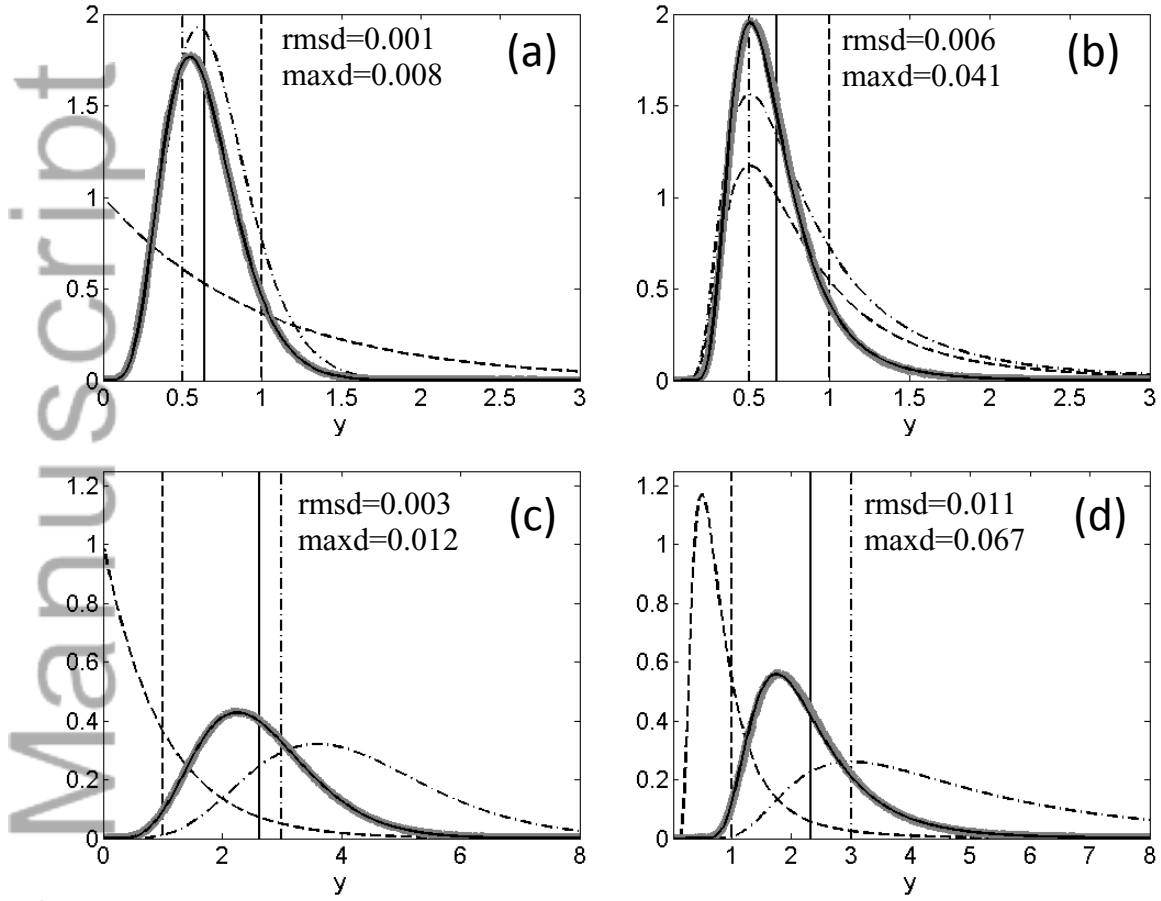 Manuscript
2
1.5
1
0.5
0
rmsd=0.001
maxd=0.008
(a)
0 0.5 1 1.5 2 2.5 3
y
2
1.5
1
0.5
0
rmsd=0.006
maxd=0.041
(b)
0.5 1 1.5 2 2.5 3
y
1.2
1
0.8
0.6
0.4
0.2
0
rmsd=0.003
maxd=0.012
(c)
0 2 4 6 8
y
1.2
1
0.8
0.6
0.4
0.2
0
rmsd=0.011
maxd=0.067
(d)
1 2 3 4 5 6 7 8
y